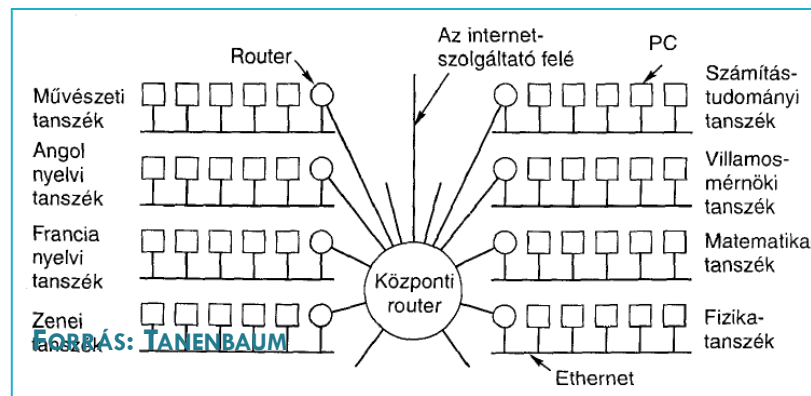 Router
Az internet-
szolgáltató felé
PC
Művészeti
tanszék
Angol
nyelvi
tanszék
Francia
nyelvi
tanszék
Zenei
tanszék
FORRÁS: TANENBAUM
Központi
router
Számítás-
tudományi
tanszék
Villamos-
mérnöki
tanszék
Matematika
tanszék
Fizika-
tanszék
Ethernet